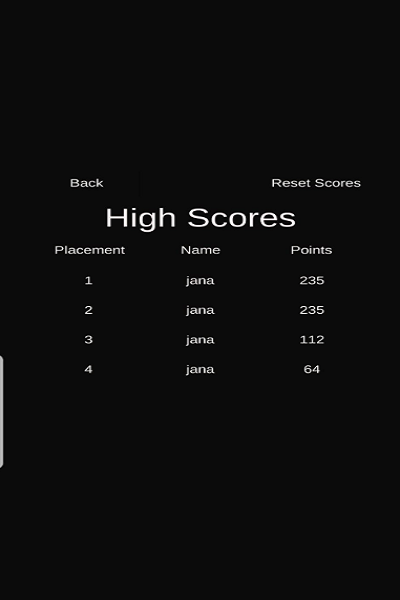 Back Reset Scores
High Scores
Placement Name Points
1 jana 235
2 jana 235
3 jana 112
4 jana 64